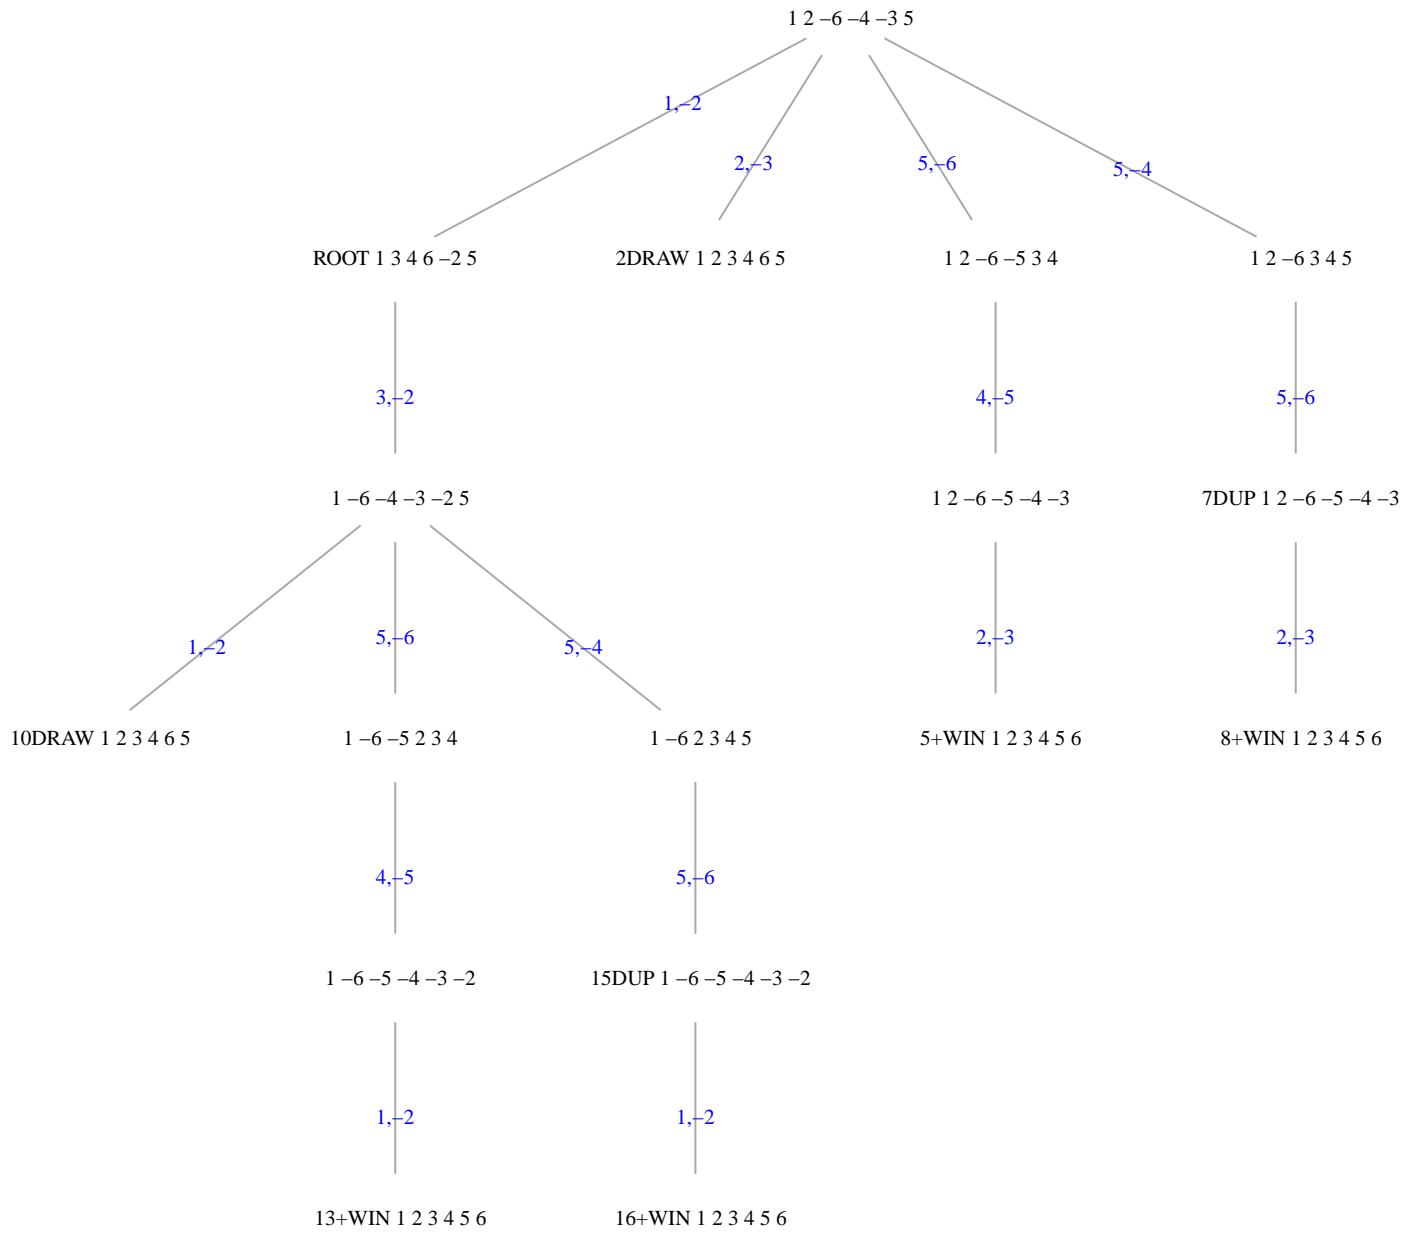 1 2 –6 –4 –3 5
1,–2
2,–3
5,–6
5,–4
ROOT 1 3 4 6 –2 5
2DRAW 1 2 3 4 6 5
1 2 –6 –5 3 4
1 2 –6 3 4 5
3,–2
4,–5
5,–6
1 –6 –4 –3 –2 5
1 2 –6 –5 –4 –3
7DUP 1 2 –6 –5 –4 –3
1,–2
5,–6
5,–4
2,–3
2,–3
10DRAW 1 2 3 4 6 5
1 –6 –5 2 3 4
1 –6 2 3 4 5
5+WIN 1 2 3 4 5 6
8+WIN 1 2 3 4 5 6
4,–5
5,–6
1 –6 –5 –4 –3 –2
15DUP 1 –6 –5 –4 –3 –2
1,–2
1,–2
13+WIN 1 2 3 4 5 6
16+WIN 1 2 3 4 5 6